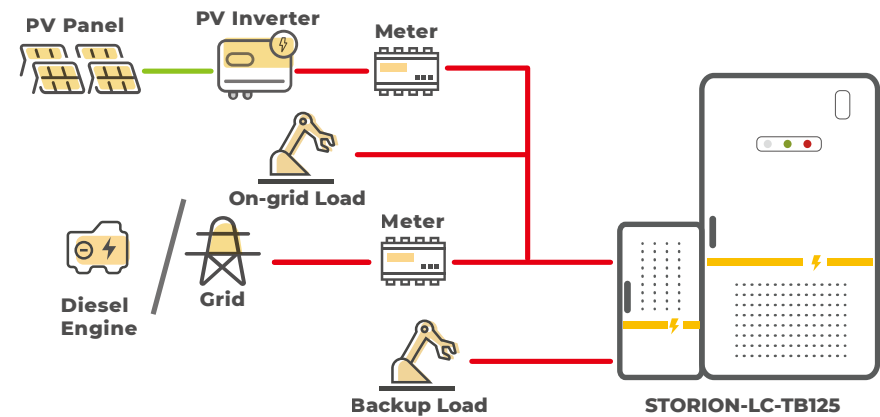 PV Panel
PV Inverter
Meter
On-grid Load
Meter
Diesel
Engine
Grid
Backup Load
STORION-LC-TB125